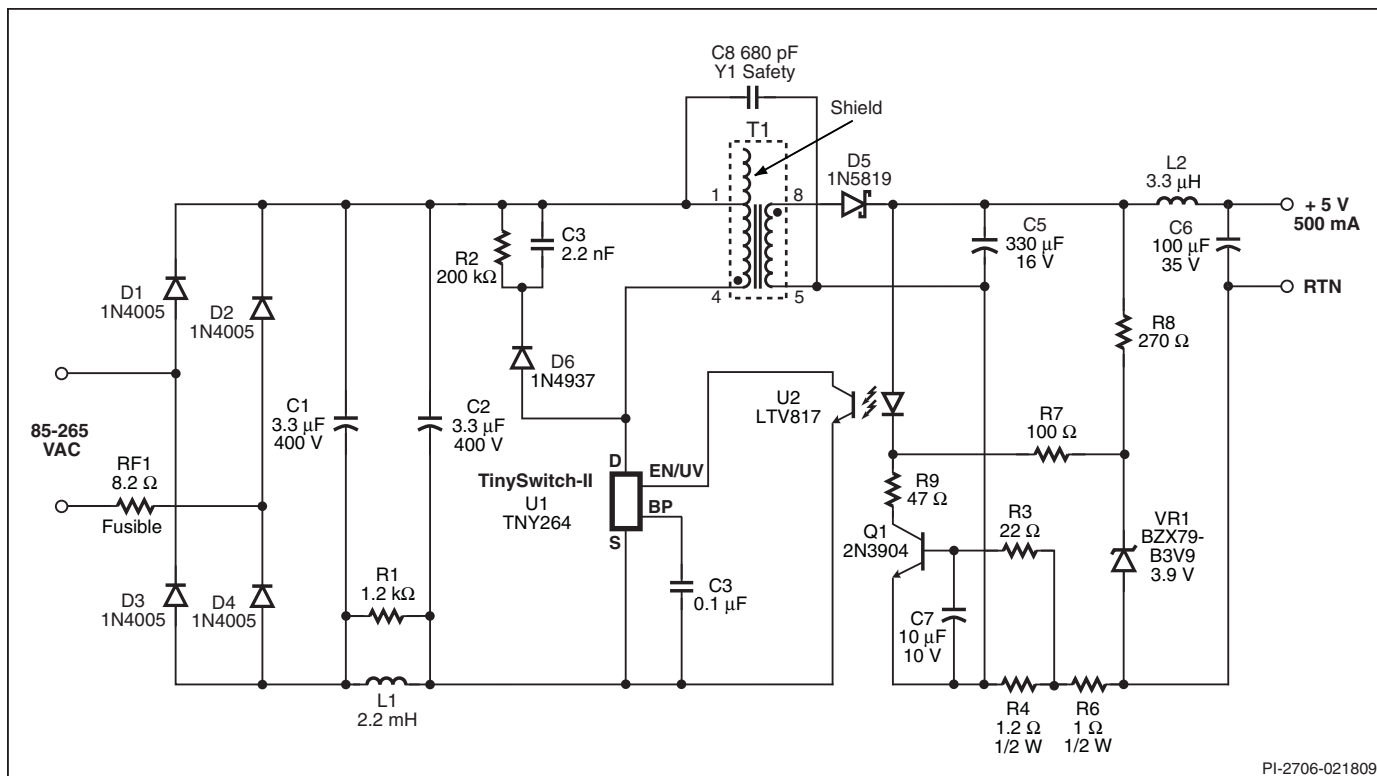 C8 680 pF
Y1 Safety
Shield
T1
D5
1N5819
L2
3.3 µH
1
8
+ 5 V
500 mA
C3
2.2 nF
R2
200 kΩ
C5
330 µF
16 V
C6
100 µF
35 V
D1
1N4005
D2
1N4005
4
5
RTN
R8
270 Ω
D6
1N4937
U2
LTV817
C1
3.3 µF
400 V
C2
3.3 µF
400 V
85-265
VAC
RF1
8.2 Ω
Fusible
R7
100 Ω
D
EN/UV
TinySwitch-II
U1
TNY264
BP
S
R9
47 Ω
R3
22 Ω
Q1
2N3904
VR1
BZX79-
B3V9
3.9 V
R1
1.2 kΩ
C3
0.1 µF
D3
1N4005
D4
1N4005
C7
10 µF
10 V
L1
2.2 mH
R4
1.2 Ω
1/2 W
R6
1 Ω
1/2 W
PI-2706-021809